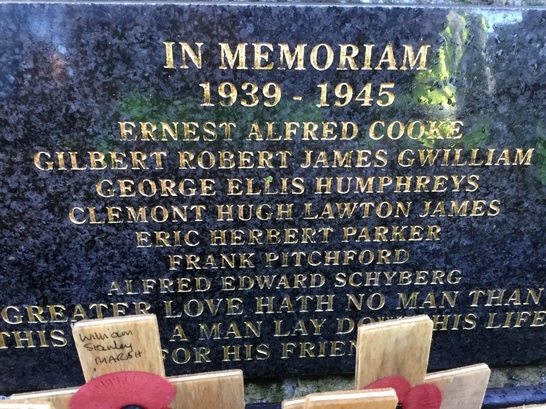 IN MEMORIAM
1939 - 1945
ERNEST ALFRED COOKE
GILBERT ROBERT JAMES GWILLIAM
GEORGE ELLIS HUMPHREYS
CLEMONT HUGH LAWTON JAMES
ERIC HERBERT PARKER
FRANK PITCHFORD
ALFRED EDWARD SCHYBERG
GREATER LOVE HATH NO MAN THAN
THIS A MAN LAY DO HIS LIFE
FOR HIS FRIEN
William
Stanley
MARSH